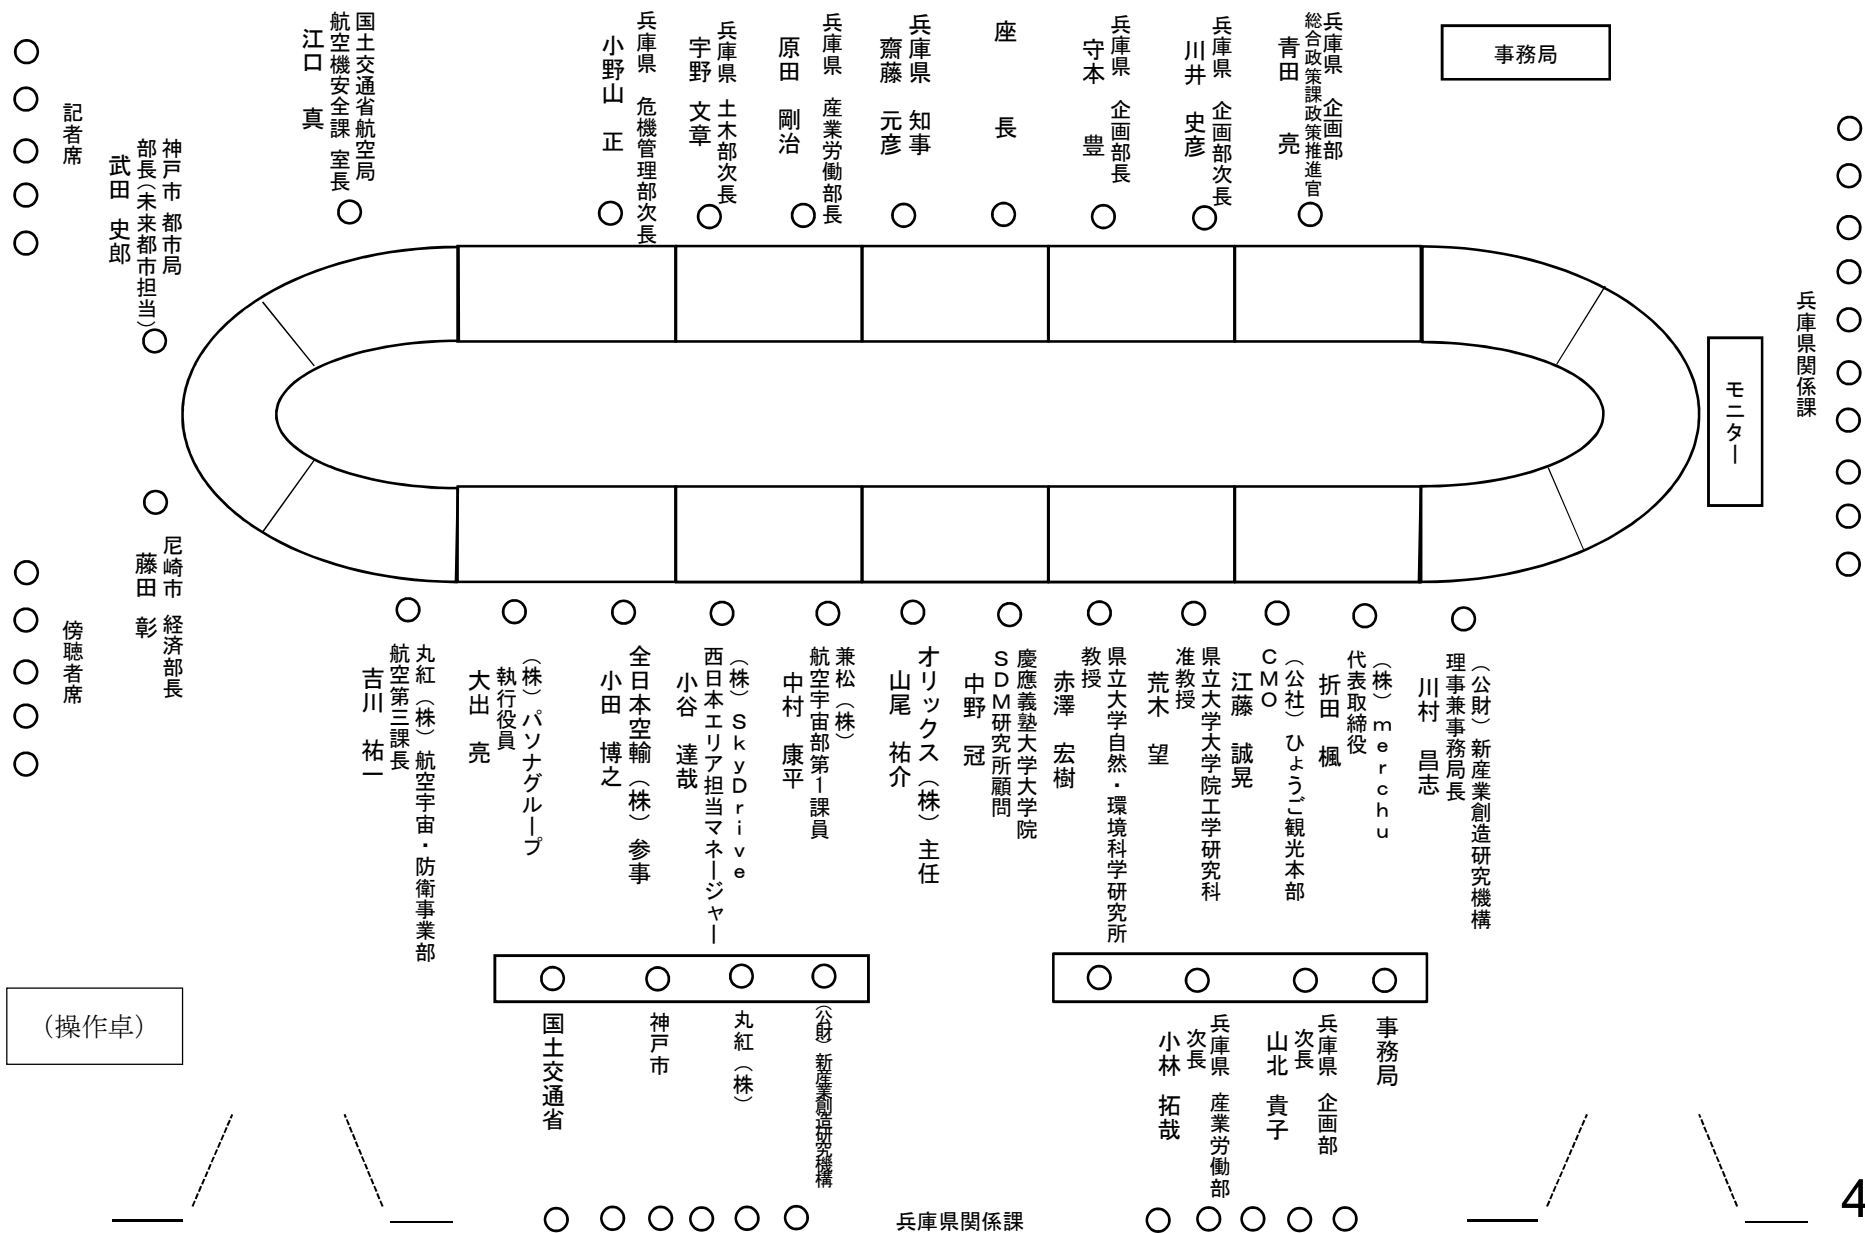 事務局
兵庫県 企画部
総合政策課政策推進官
青田 亮
兵庫県 企画部次長
川井 史彦
兵庫県 企画部長
守本 豊
座 長
兵庫県 知事
齋藤 元彦
兵庫県 産業労働部長
原田 剛治
兵庫県 土木部次長
宇野 文章
兵庫県 危機管理部次長
小野山 正
国土交通省航空局
航空機安全課 室長
江口 真
神戸市 都市局
部長(未来都市担当)
武田 史郎
記者席
兵庫県関係課
モニター
尼崎市 経済部長
藤田 彰
傍聴者席
(公財)新産業創造研究機構
理事兼事務局長
川村 昌志
(株)merchu
代表取締役
折田 楓
(公社)ひょうご観光本部
CMO
江藤 誠晃
県立大学大学院工学研究科
准教授
荒木 望
県立大学自然・環境科学研究所
教授
赤澤 宏樹
慶應義塾大学大学院
SDM研究所顧問
中野 冠
オリックス(株) 主任
山尾 祐介
兼松(株)
航空宇宙部第1課員
中村 康平
(株)SkyDrive
西日本エリア担当マネージャー
小谷 達哉
全日本空輸(株) 参事
小田 博之
(株)パソナグループ
執行役員
大出 亮
丸紅(株) 航空宇宙・防衛事業部
航空第三課長
吉川 祐一
(操作卓)
事務局
兵庫県 企画部
次長
山北 貴子
兵庫県 産業労働部
次長
小林 拓哉
(公財)新産業創造研究機構
丸紅(株)
神戸市
国土交通省
兵庫県関係課
4